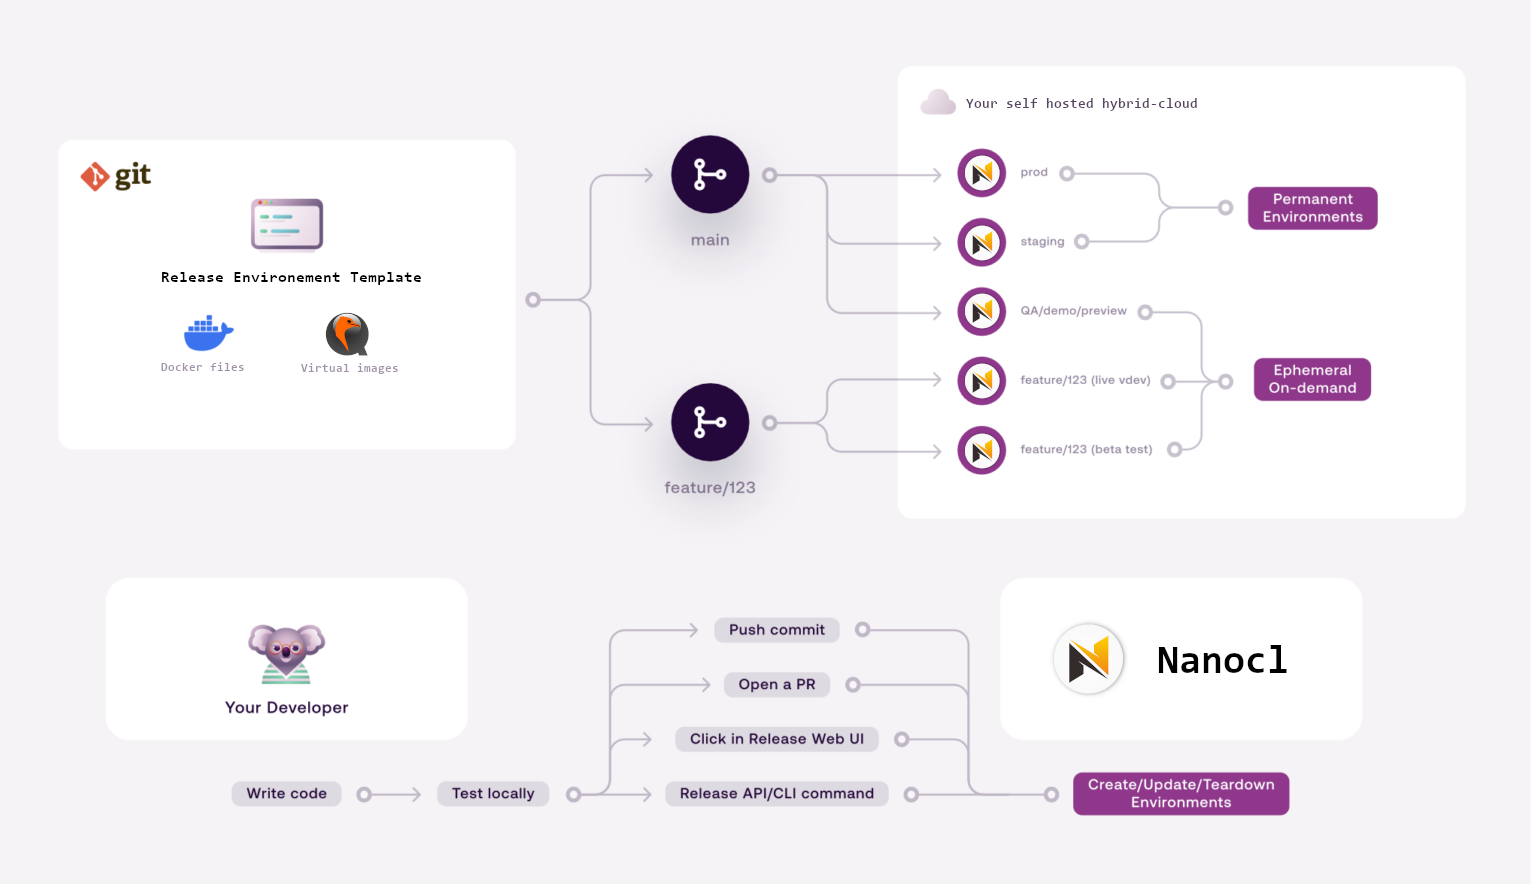 git
Release Environement Template
Docker files
Virtual images
main
feature/123
Your self hosted hybrid-cloud
prod
staging
QA/demo/preview
feature/123 (live vdev)
feature/123 (beta test)
Permanent
Environments
Ephemeral
On-demand
Your Developer
Write code
Test locally
Push commit
Open a PR
Click in Release Web UI
Release API/CLI command
Nanocl
Create/Update/Teardown
Environments